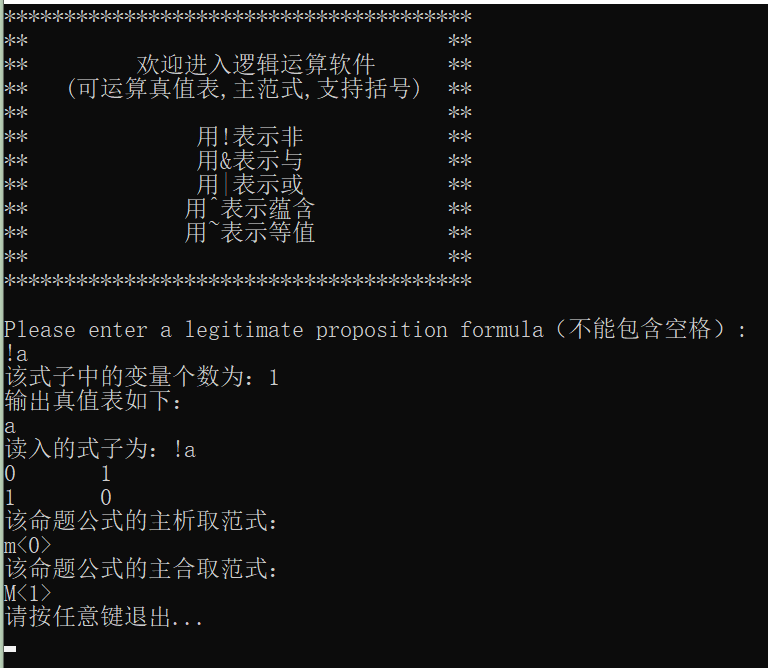 ***************************************
**                                   **
**         欢迎进入逻辑运算软件      **
**   (可运算真值表,主范式,支持括号)  **
**                                   **
**              用!表示非            **
**              用&表示与            **
**              用|表示或            **
**             用^表示蕴含           **
**             用~表示等值           **
**                                   **
***************************************
Please enter a legitimate proposition formula（不能包含空格）:
!a
该式子中的变量个数为：1
输出真值表如下：
a
读入的式子为：!a
0       1
1       0
该命题公式的主析取范式：
m<0>
该命题公式的主合取范式：
M<1>
请按任意键退出...